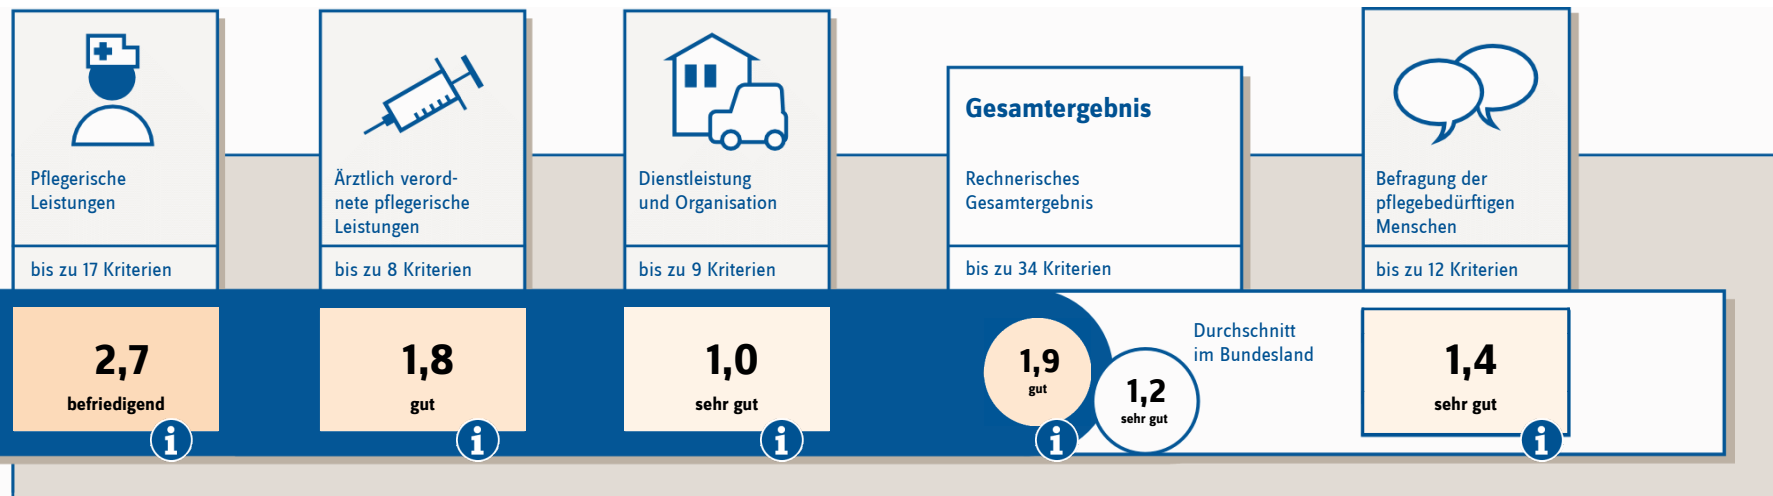 Pflegerische
Leistungen
bis zu 17 Kriterien
2,7
befriedigend
i
Ärztlich verord-
nete pflegerische
Leistungen
bis zu 8 Kriterien
1,8
gut
i
Dienstleistung
und Organisation
bis zu 9 Kriterien
1,0
sehr gut
i
Gesamtergebnis
Rechnerisches
Gesamtergebnis
bis zu 34 Kriterien
1,9
gut
i
1,2
sehr gut
Durchschnitt
im Bundesland
Befragung der
pflegebedürftigen
Menschen
bis zu 12 Kriterien
1,4
sehr gut
i